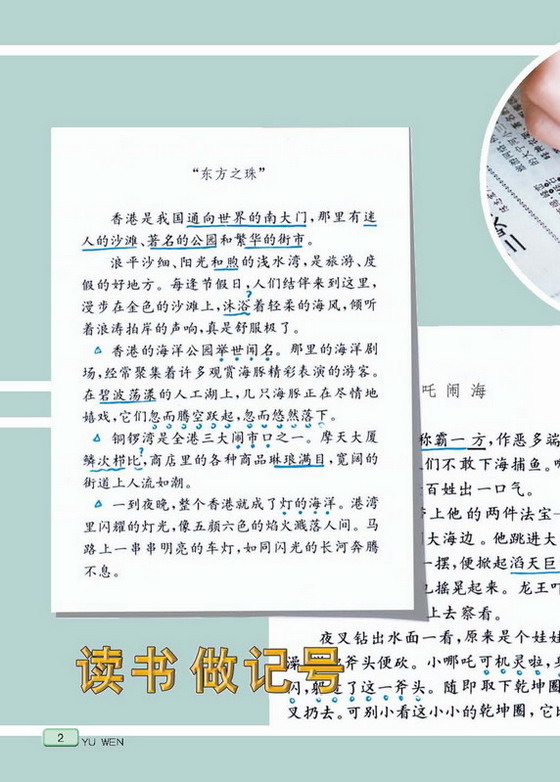 “东方之珠”
香港是我国通向世界的南大门,那里有迷
人的沙滩、著名的公园和繁华的街市。
浪平沙细、阳光和煦的浅水湾,是旅游、度
假的好地方。每逢节假日,人们结伴来到这里,
漫步在金色的沙滩上,沐浴着轻柔的海风,倾听
着浪涛拍岸的声响,真是舒服极了。
香港的海洋公园举世闻名。那里的海洋剧
场,经常聚集着许多观赏海豚精彩表演的游客。
在碧波荡漾的人工湖上,几只海豚正在尽情地
嬉戏,它们忽而腾空跃起,忽而悠然落下。
铜锣湾是全港三大闹市口之一。摩天大厦
鳞次栉比,商店里的各种商品琳琅满目,宽阔的
街道上人流如潮。
一到夜晚,整个香港就成了灯的海洋。港湾
里闪耀的灯光,像五颜六色的焰火溅落人间。马
路上一串串明亮的车灯,如同闪光的长河奔腾
不息。
吒闹海
称霸一方,作恶多端
们不敢下海捕鱼。
百姓出一口气。
上他的两件法宝
大海边。他跳进大
一摆,便掀起滔天巨
摇晃起来。龙王
上去察看。
夜叉钻出水面一看,原来是个娃娃
斧头便砍。小哪吒可机灵啦,
闪,躲过了这一斧头。随即取下乾坤圈
叉扔去。可别小看这小小的乾坤圈,它
读书 做记号
2 YU WEN